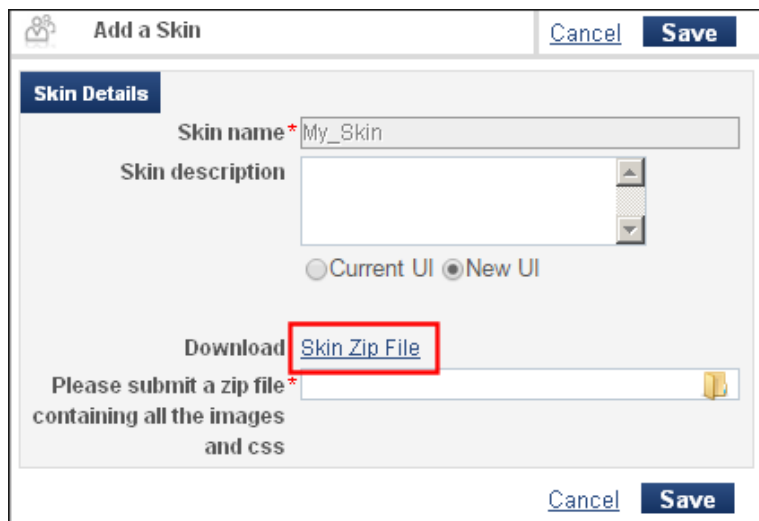 Add a Skin Cancel Save
Skin Details
Skin name* My_Skin
Skin description
Current UI New UI
Download Skin Zip File
Please submit a zip file*
containing all the images
and css
Cancel Save